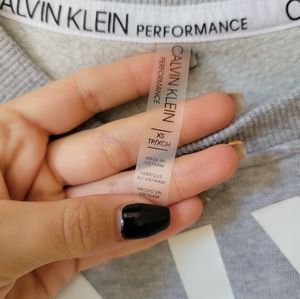 CALVIN KLEIN PERFORMANCE
C
CALVIN KLEIN
PERFORMANCE
XS
TP/XCH
MADE IN
VIETNAM
FABRIQUÉ
AU VIETNAM
HECHO EN
VIETNAM